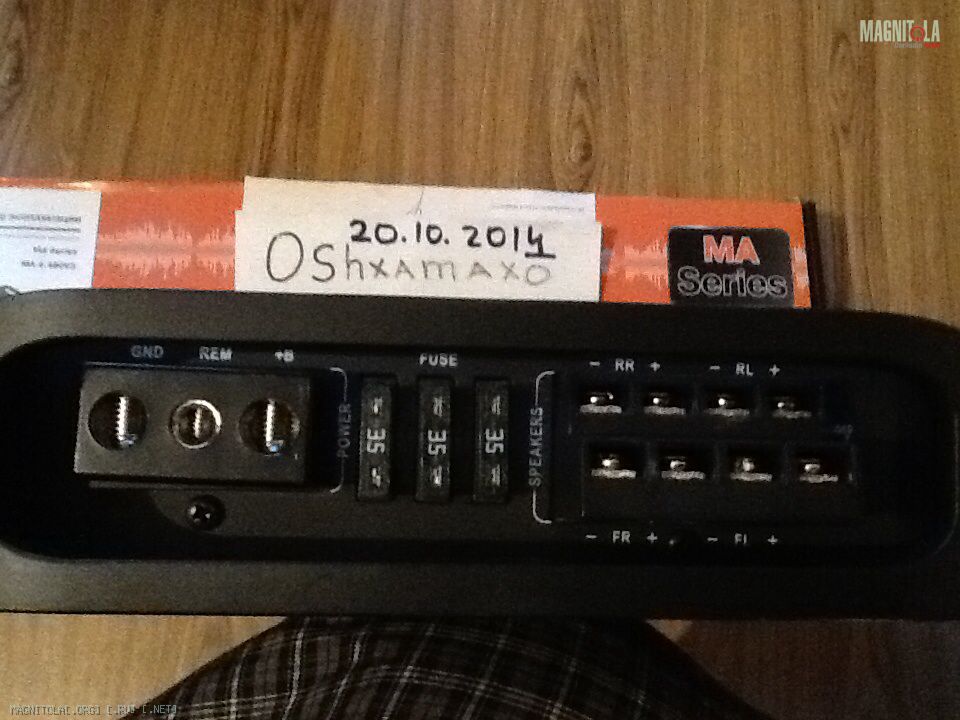 MAGNITOLA
20.10.2014
Oshxamaxo
MA
Series
GND REM +B
FUSE
- RR + - RL +
POWER
35 35 35
SPEAKERS
- FR + - FL +